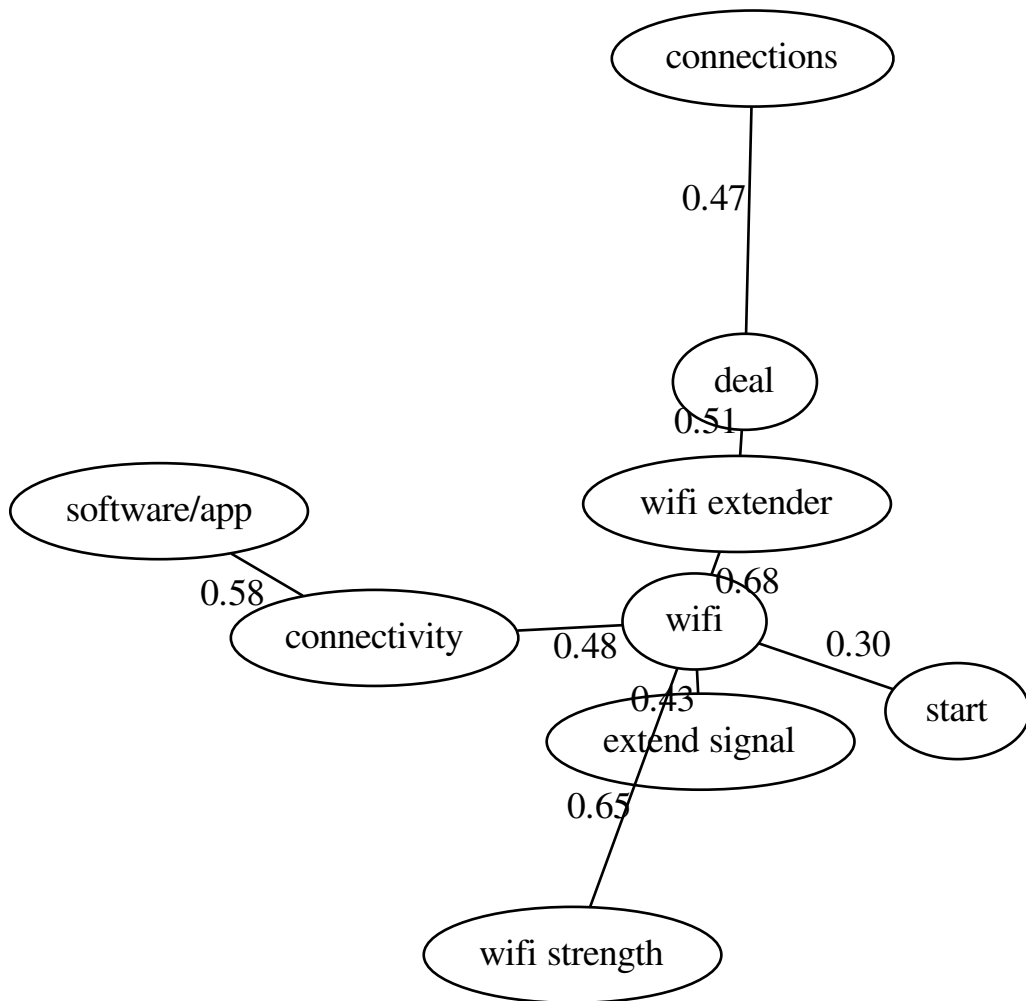 connections
0.47
deal
0.51
wifi extender
software/app
0.68
0.58
wifi
connectivity
0.48
0.30
0.43
start
extend signal
0.65
wifi strength